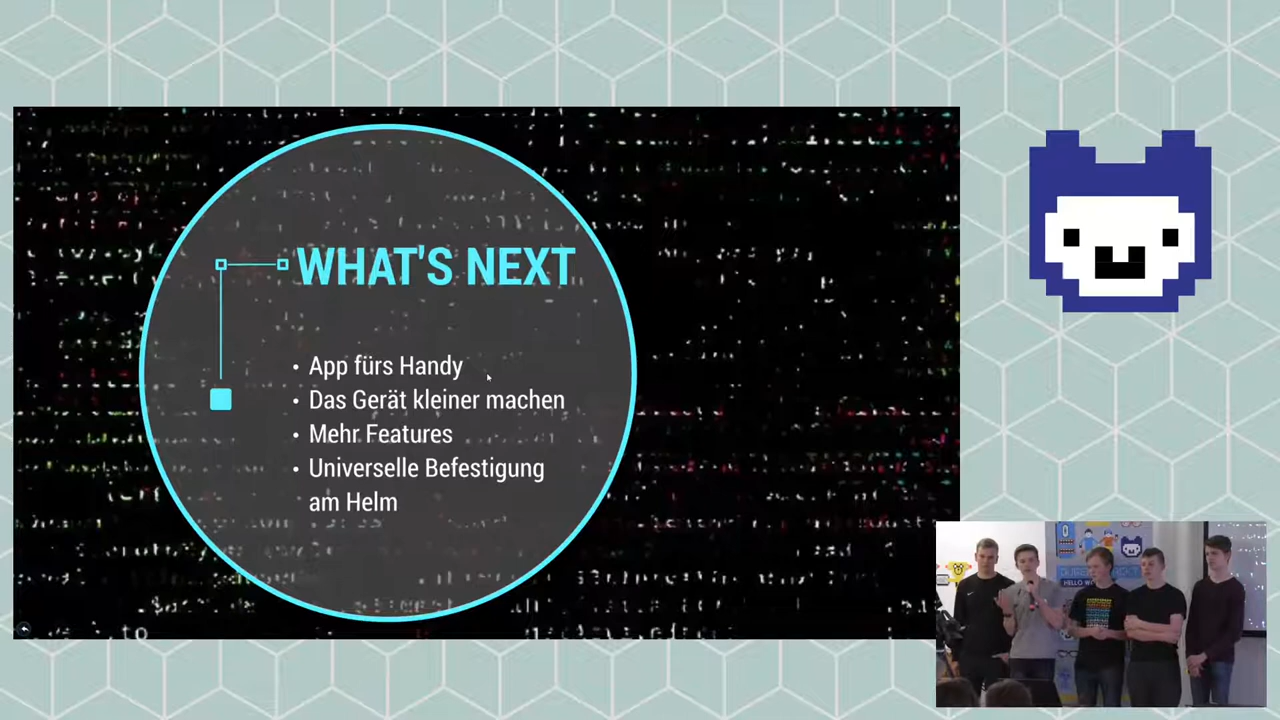 WHAT'S NEXT
• App fürs Handy
• Das Gerät kleiner machen
• Mehr Features
• Universelle Befestigung
am Helm